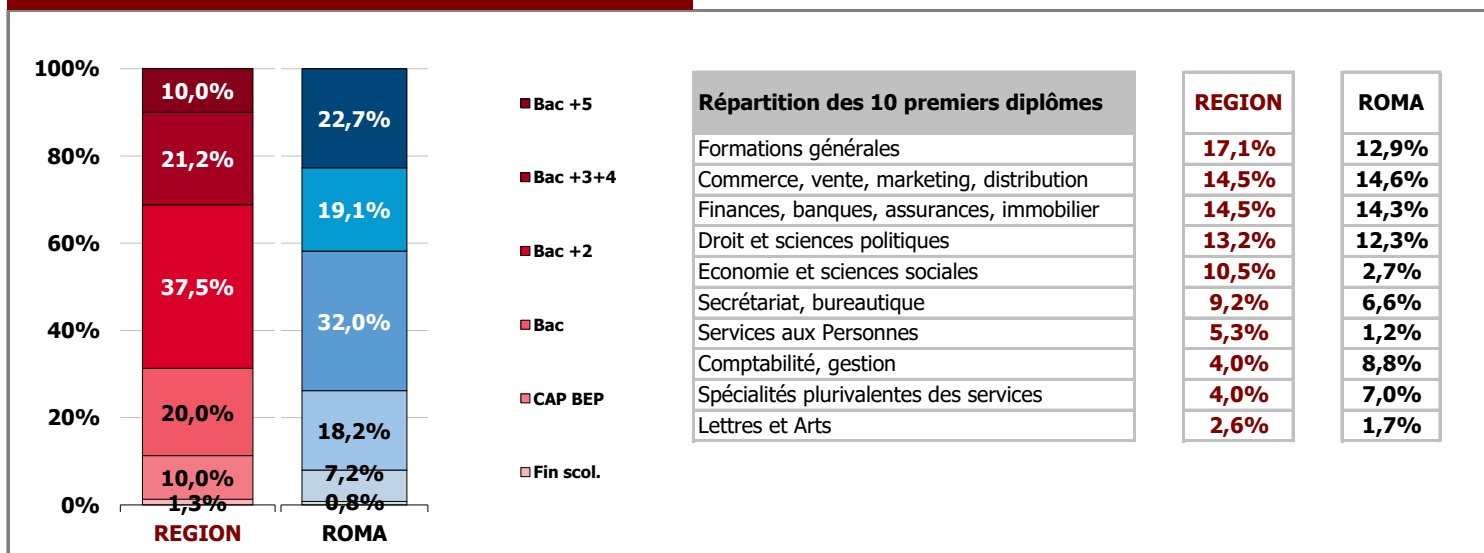 100%
80%
60%
40%
20%
0%
10,0%
21,2%
37,5%
20,0%
10,0%
1,3%
REGION
22,7%
19,1%
32,0%
18,2%
7,2%
0,8%
ROMA
Bac +5
Bac +3+4
Bac +2
Bac
CAP BEP
Fin scol.
Répartition des 10 premiers diplômes REGION ROMA
Formations générales 17,1% 12,9%
Commerce, vente, marketing, distribution 14,5% 14,6%
Finances, banques, assurances, immobilier 14,5% 14,3%
Droit et sciences politiques 13,2% 12,3%
Economie et sciences sociales 10,5% 2,7%
Secrétariat, bureautique 9,2% 6,6%
Services aux Personnes 5,3% 1,2%
Comptabilité, gestion 4,0% 8,8%
Spécialités plurivalentes des services 4,0% 7,0%
Lettres et Arts 2,6% 1,7%